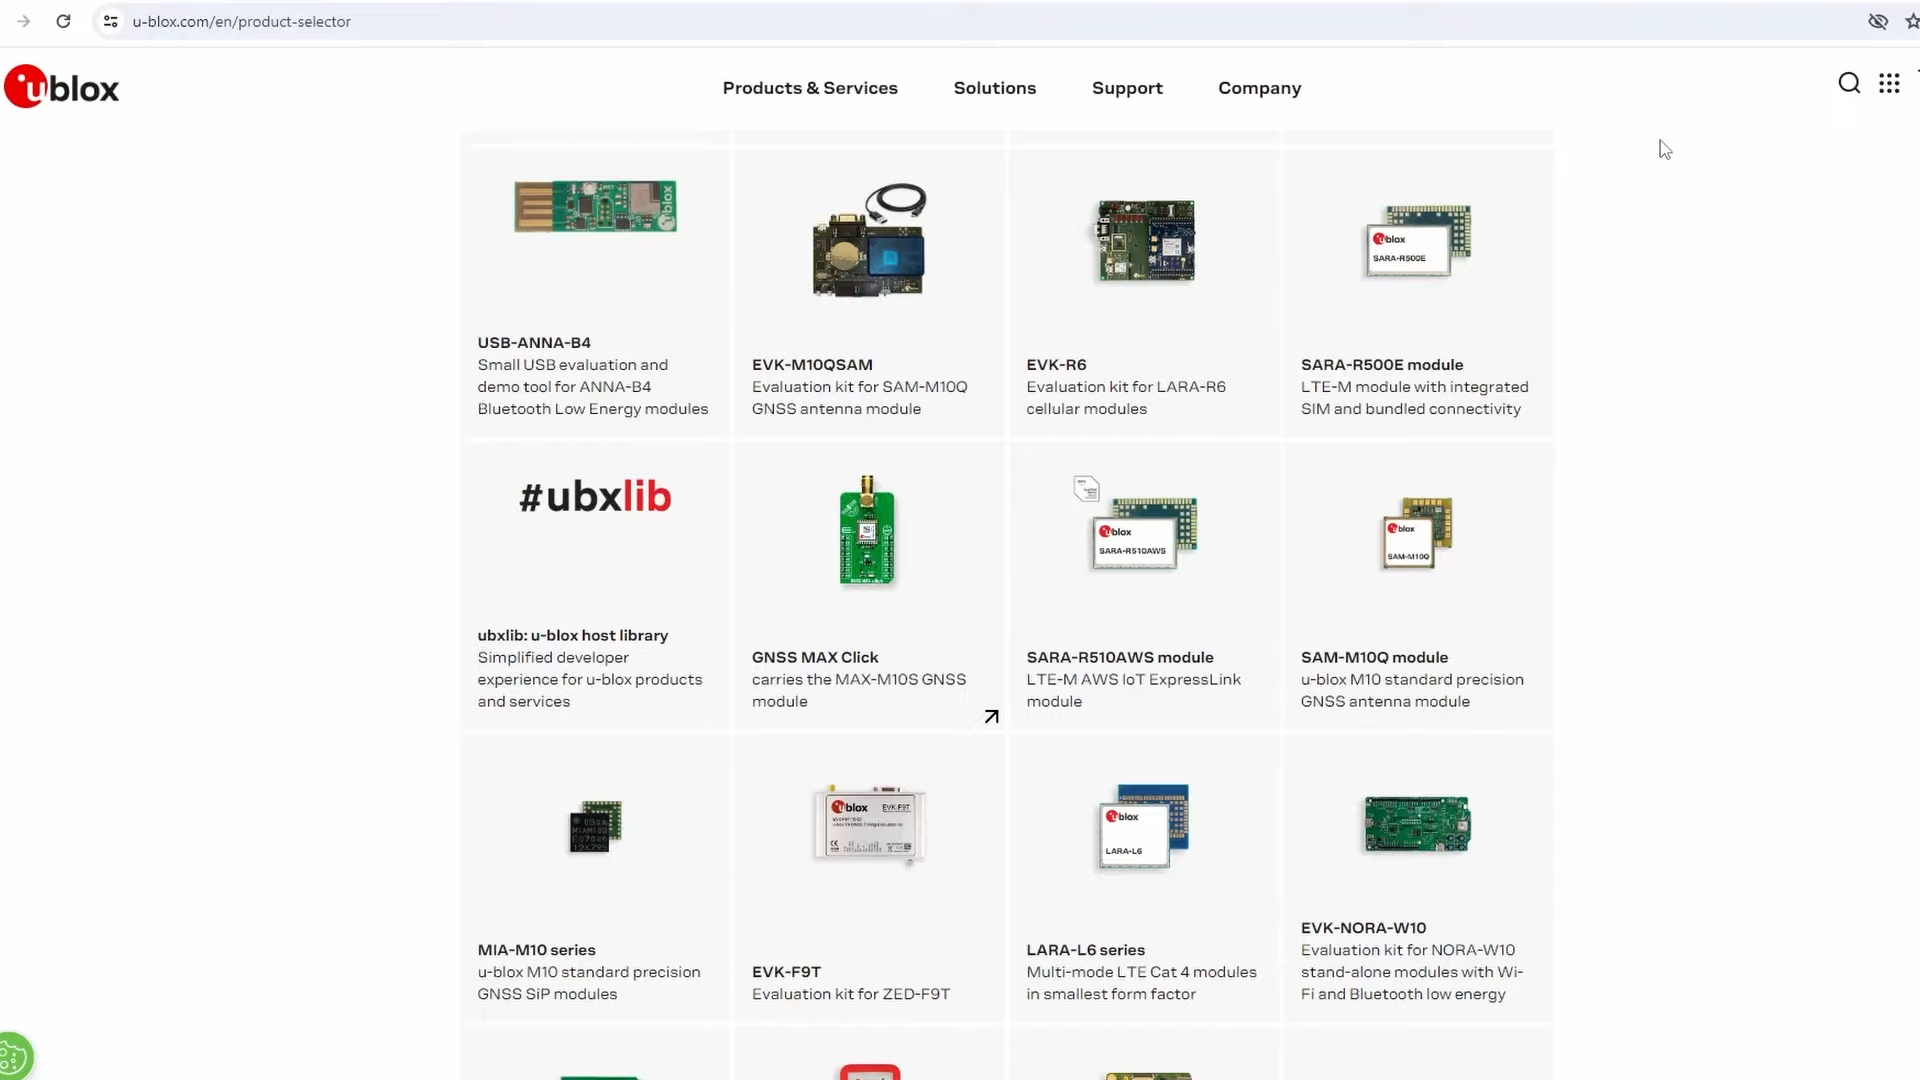 u-blox.com/en/product-selector
ublox
Products & Services
Solutions
Support
Company
ublox
SARA-R500E
USB-ANNA-B4
Small USB evaluation and
demo tool for ANNA-B4
Bluetooth Low Energy modules
EVK-M10QSAM
Evaluation kit for SAM-M10Q
GNSS antenna module
EVK-R6
Evaluation kit for LARA-R6
cellular modules
SARA-R500E module
LTE-M module with integrated
SIM and bundled connectivity
#ubxlib
ublox
SARA-R510AWS
ublox
SAM-M10Q
ubxlib: u-blox host library
Simplified developer
experience for u-blox products
and services
GNSS MAX Click
carries the MAX-M10S GNSS
module
SARA-R510AWS module
LTE-M AWS IoT ExpressLink
module
SAM-M10Q module
u-blox M10 standard precision
GNSS antenna module
ublox
EVK-F9T
ublox
LARA-L6
MIA-M10 series
u-blox M10 standard precision
GNSS SiP modules
EVK-F9T
Evaluation kit for ZED-F9T
LARA-L6 series
Multi-mode LTE Cat 4 modules
in smallest form factor
EVK-NORA-W10
Evaluation kit for NORA-W10
stand-alone modules with Wi-
Fi and Bluetooth low energy